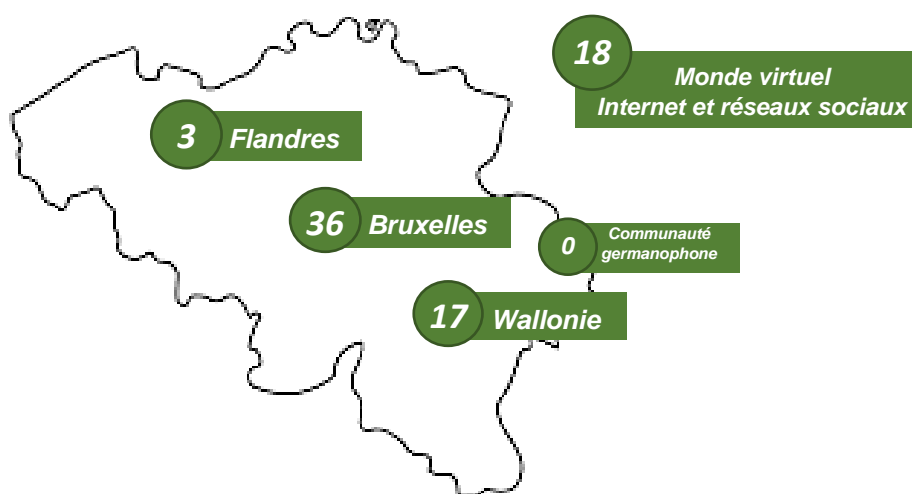 18
Monde virtuel
Internet et réseaux sociaux
3 Flandres
36 Bruxelles
0
Communauté
germanophone
17 Wallonie